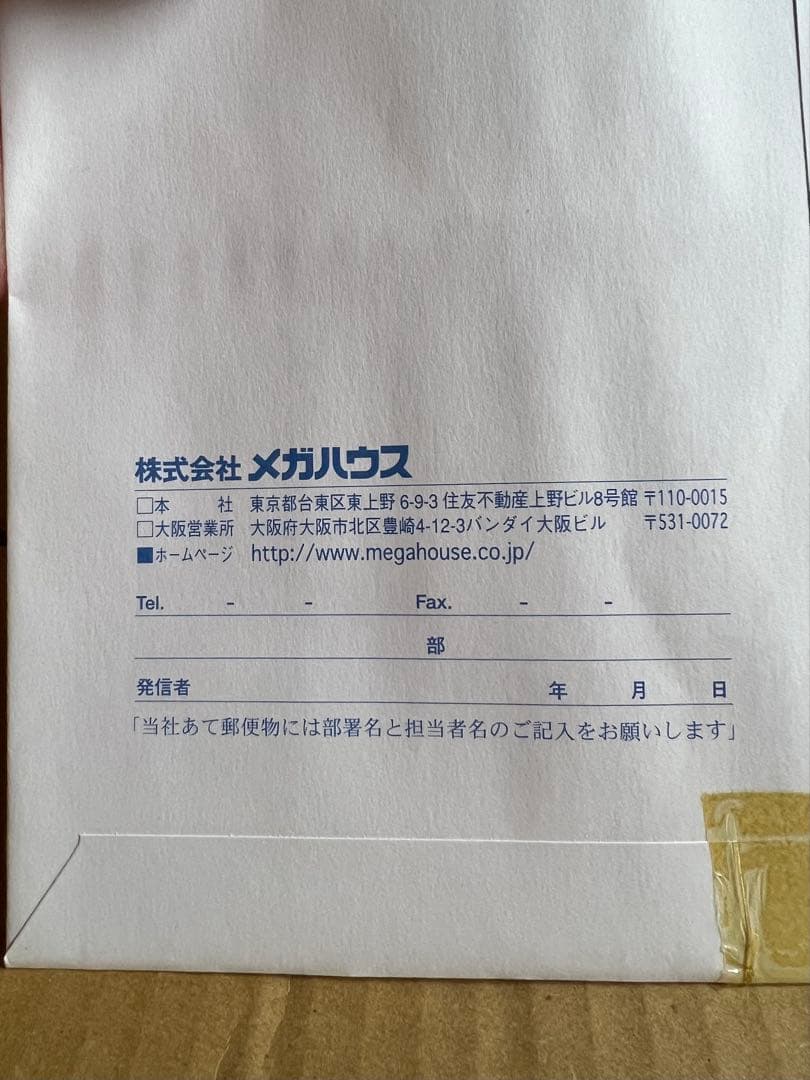 株式会社 メガハウス
□本 社 東京都台東区東上野 6-9-3 住友不動産上野ビル8号館 〒110-0015
□大阪営業所 大阪府大阪市北区豊崎4-12-3バンダイ大阪ビル 〒531-0072
■ホームページ http://www.megahouse.co.jp/
Tel. - - Fax. - -
部
発信者 年 月 日
「当社あて郵便物には部署名と担当者名のご記入をお願いします」